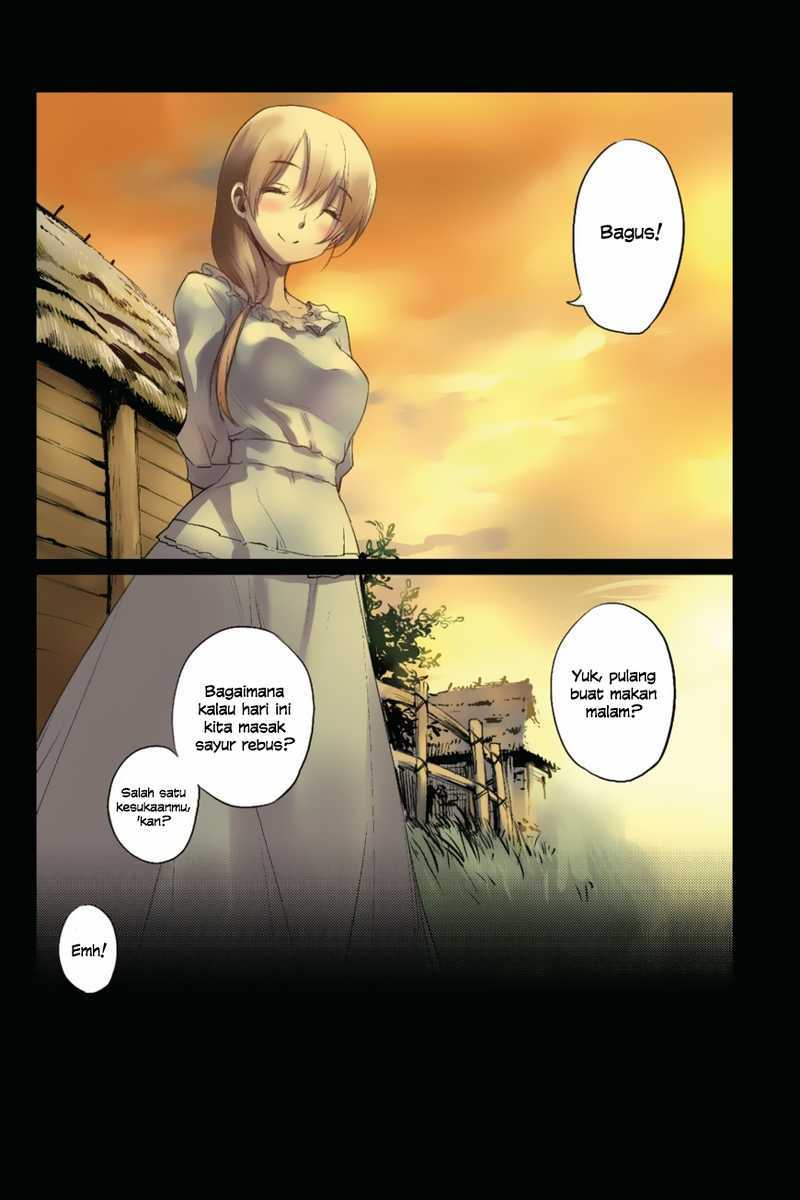 Bagus!
Yuk, pulang
buat makan
malam?
Bagaimana
kalau hari ini
kita masak
sayur rebus?
Salah satu
kesukaanmu,
'kan?
Emh!